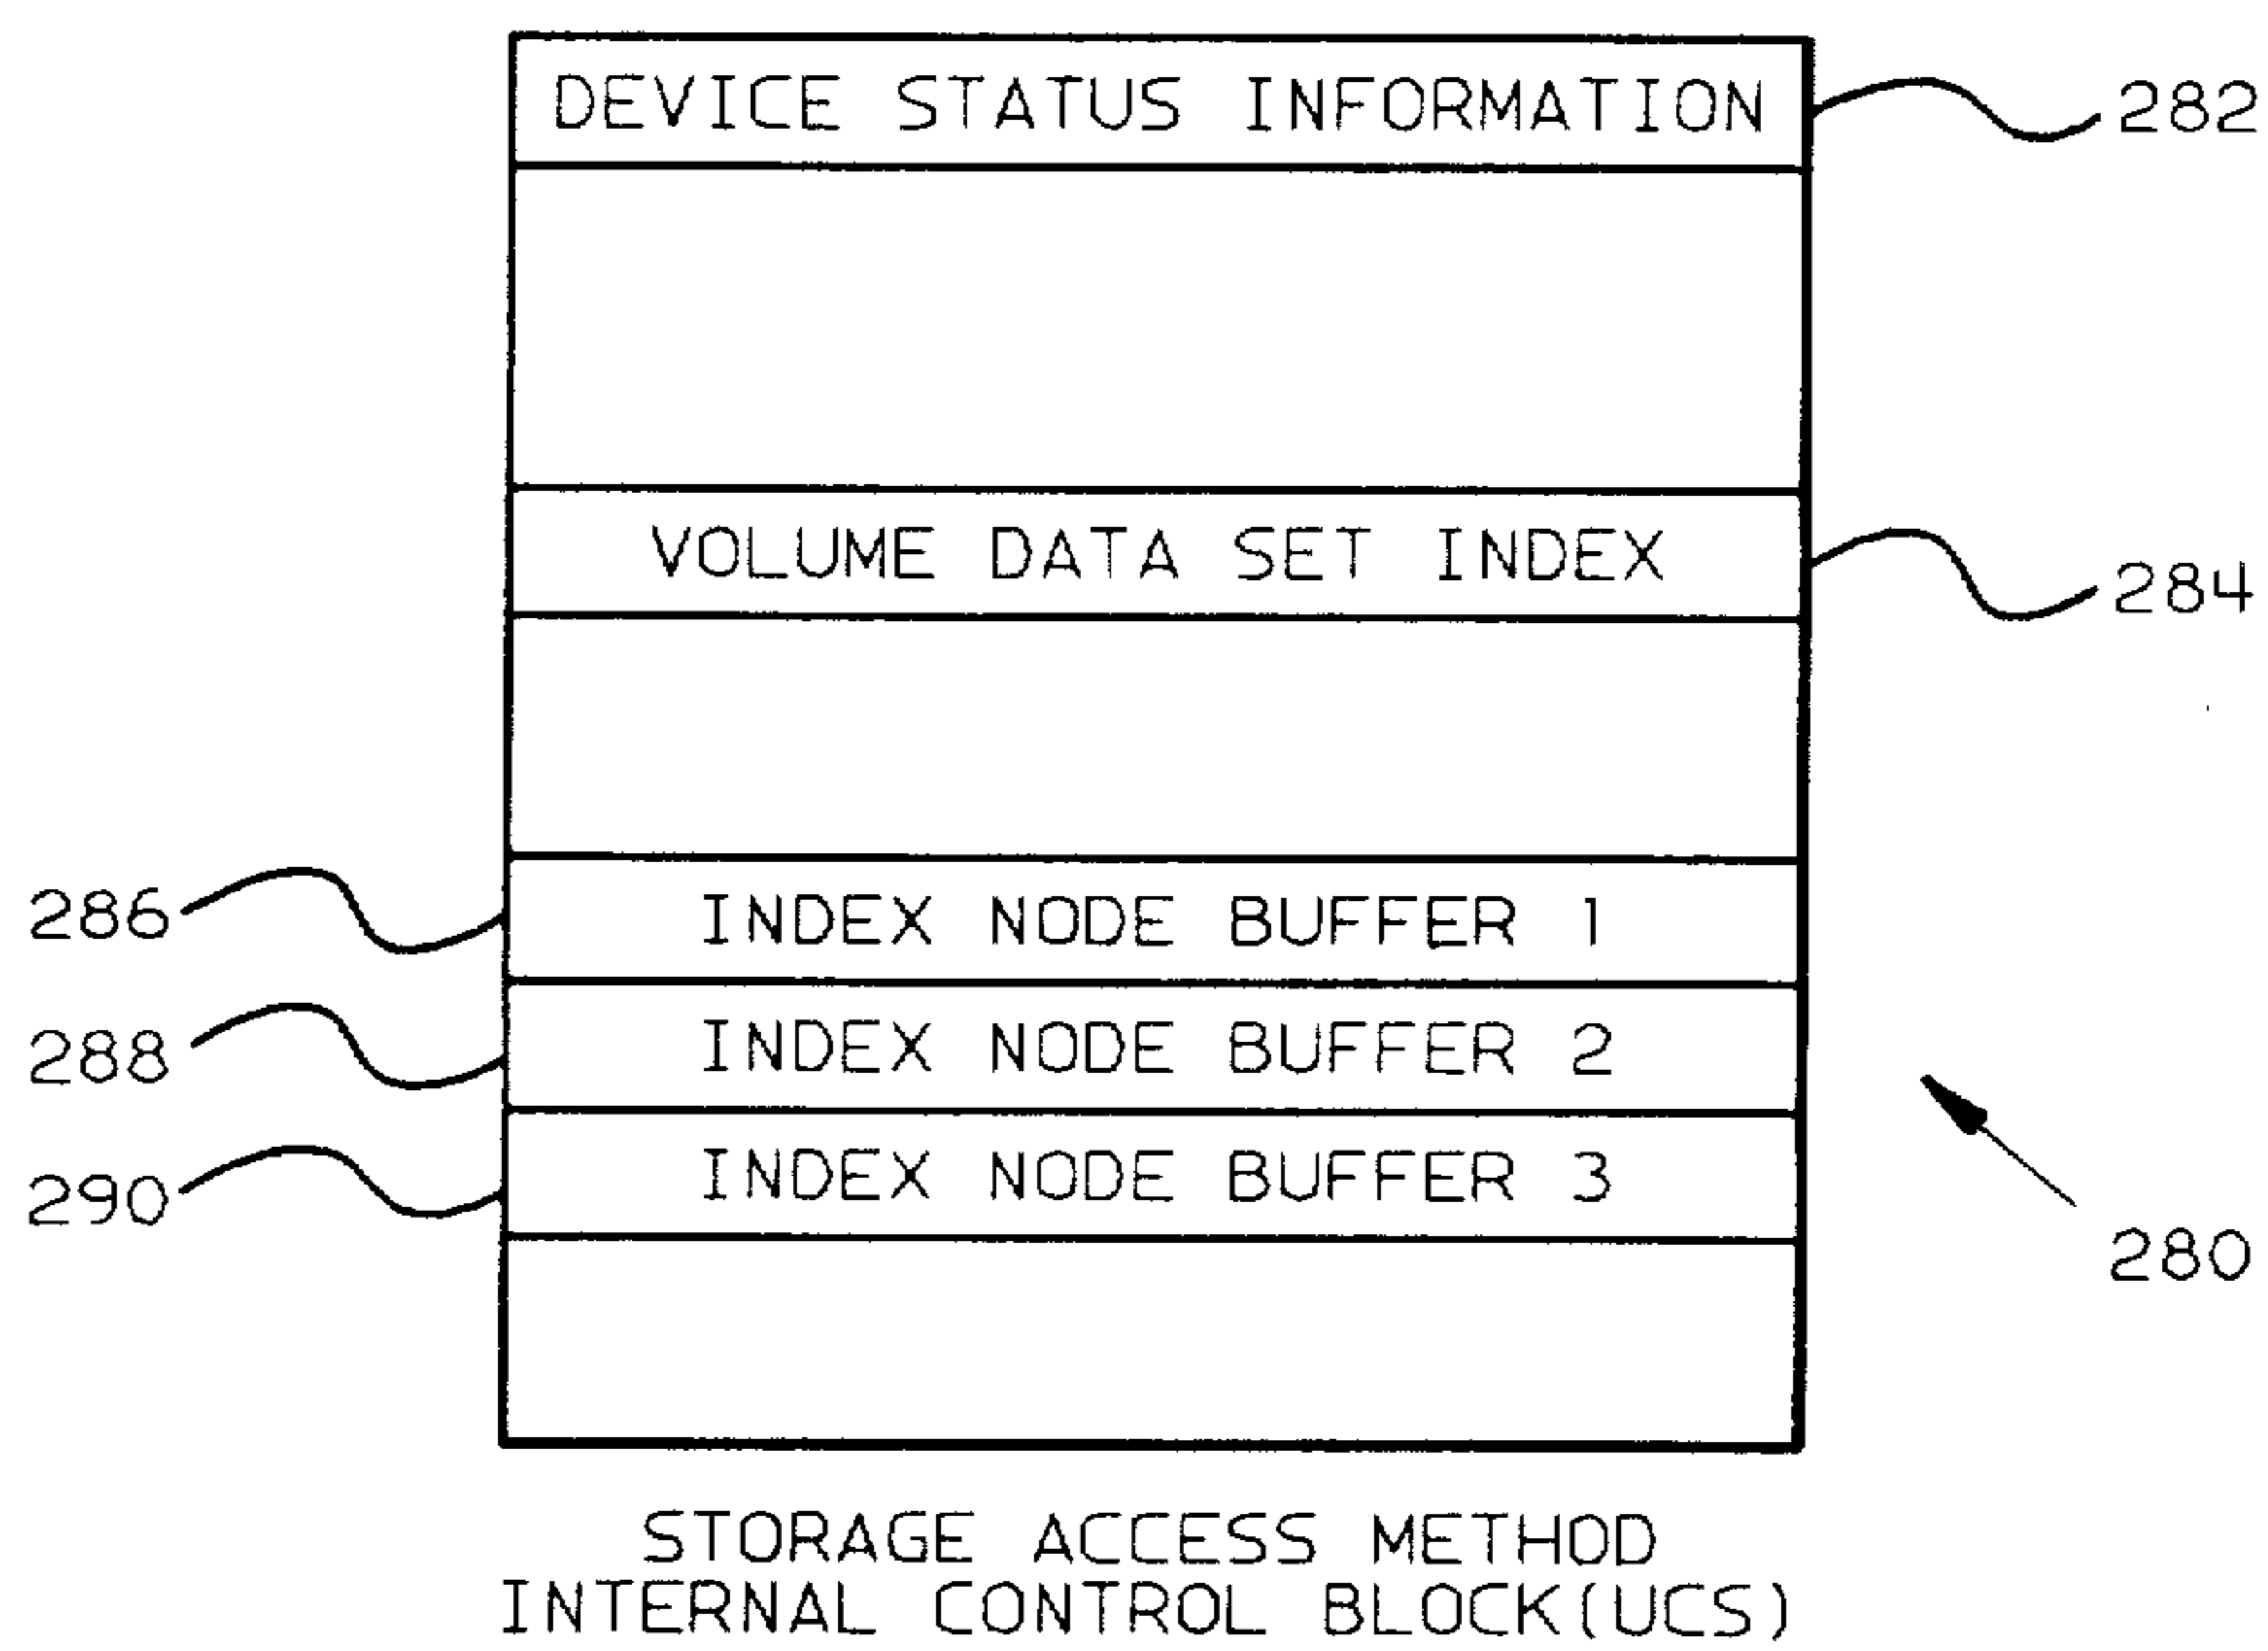 DEVICE STATUS INFORMATION
282
VOLUME DATA SET INDEX
284
286
INDEX NODE BUFFER 1
288
INDEX NODE BUFFER 2
290
INDEX NODE BUFFER 3
280
STORAGE ACCESS METHOD
INTERNAL CONTROL BLOCK(UCS)